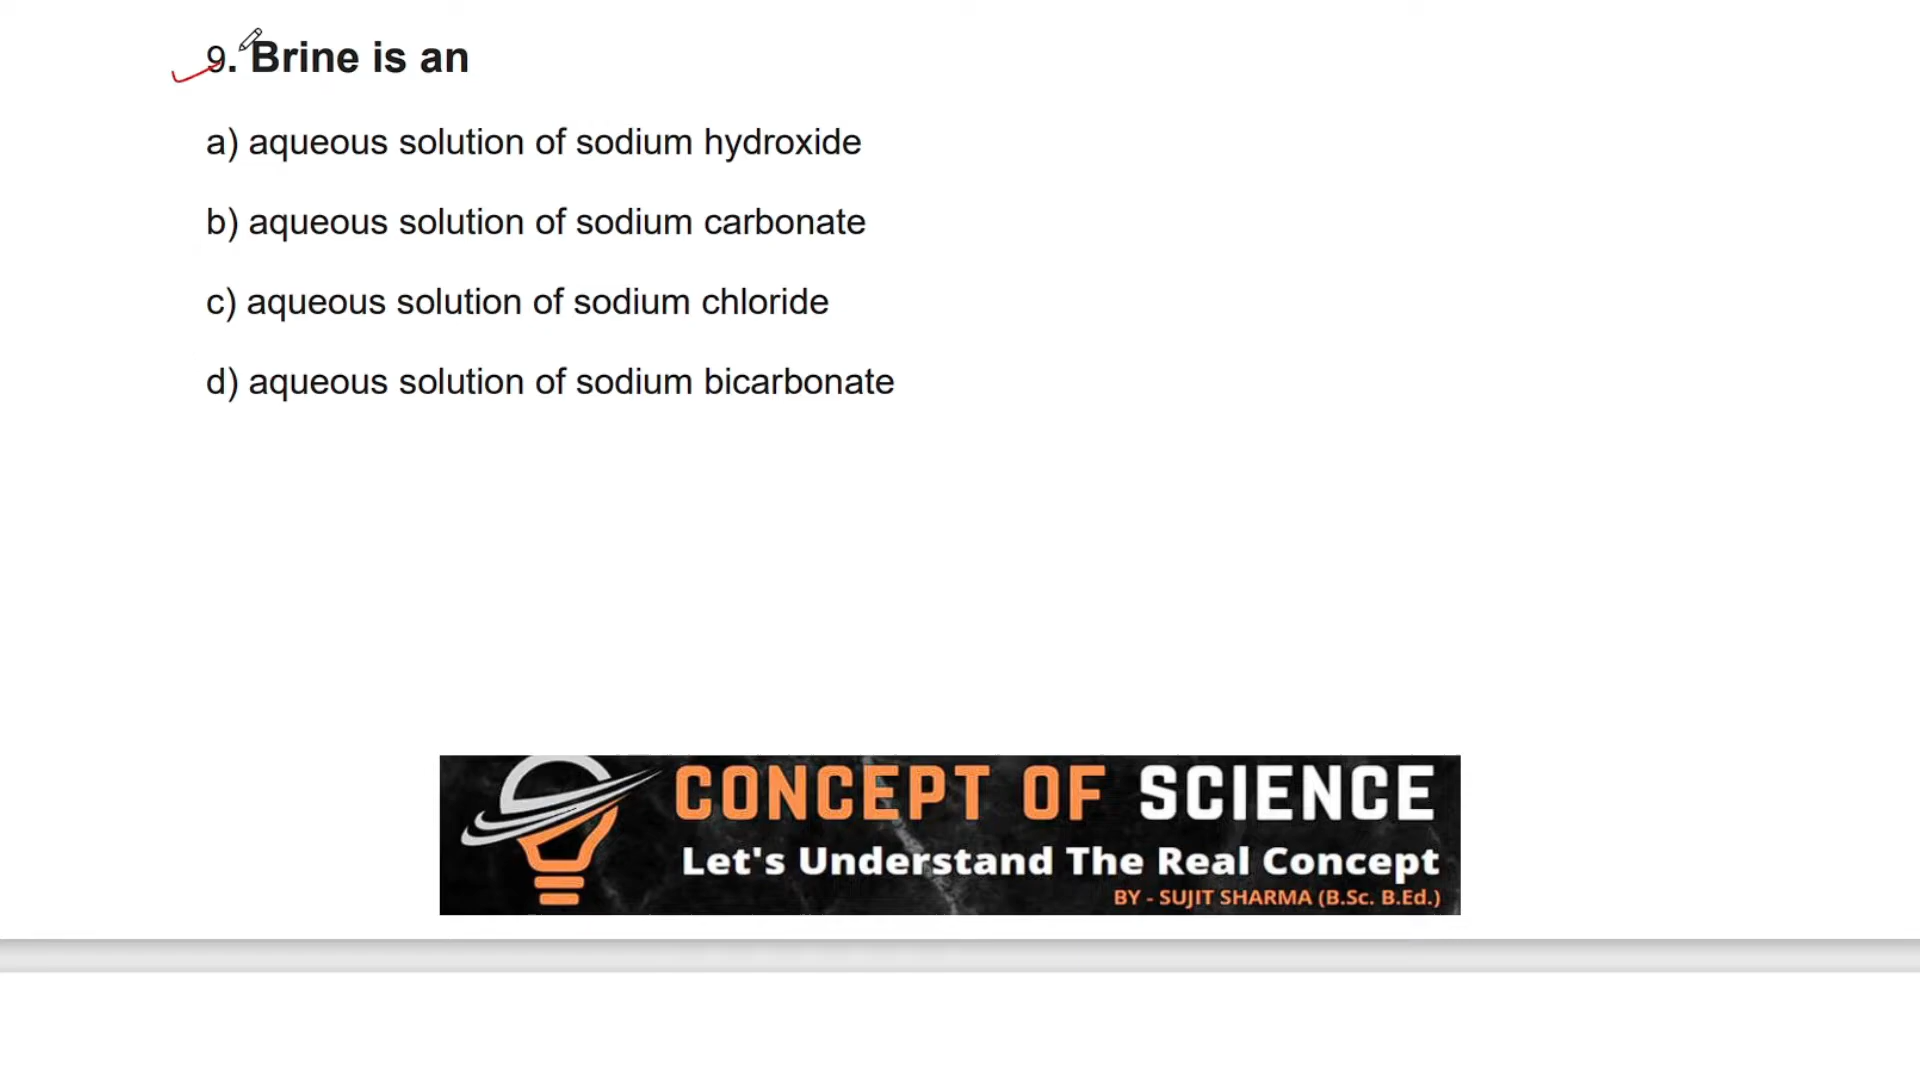 9. Brine is an
a) aqueous solution of sodium hydroxide
b) aqueous solution of sodium carbonate
c) aqueous solution of sodium chloride
d) aqueous solution of sodium bicarbonate
CONCEPT OF SCIENCE
Let's Understand The Real Concept
BY - SUJIT SHARMA (B.Sc. B.Ed.)